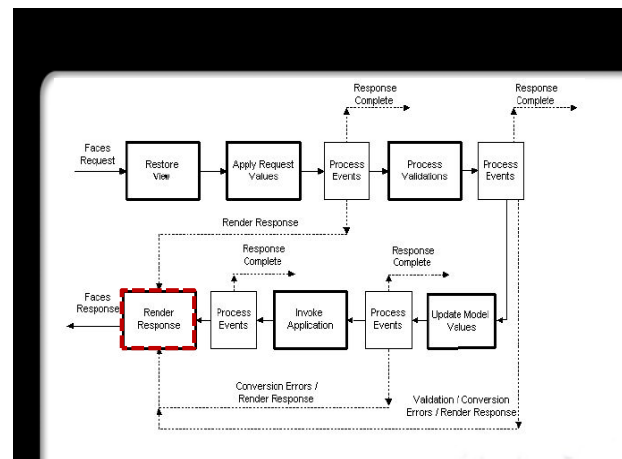 Response
Complete
Response
Complete
Faces
Request
Restore
View
Apply Request
Values
Process
Events
Process
Validations
Process
Events
Render Response
Response
Complete
Response
Complete
Faces
Response
Render
Response
Process
Events
Invoke
Application
Process
Events
Update Model
Values
Conversion Errors /
Render Response
Validation / Conversion
Errors / Render Response